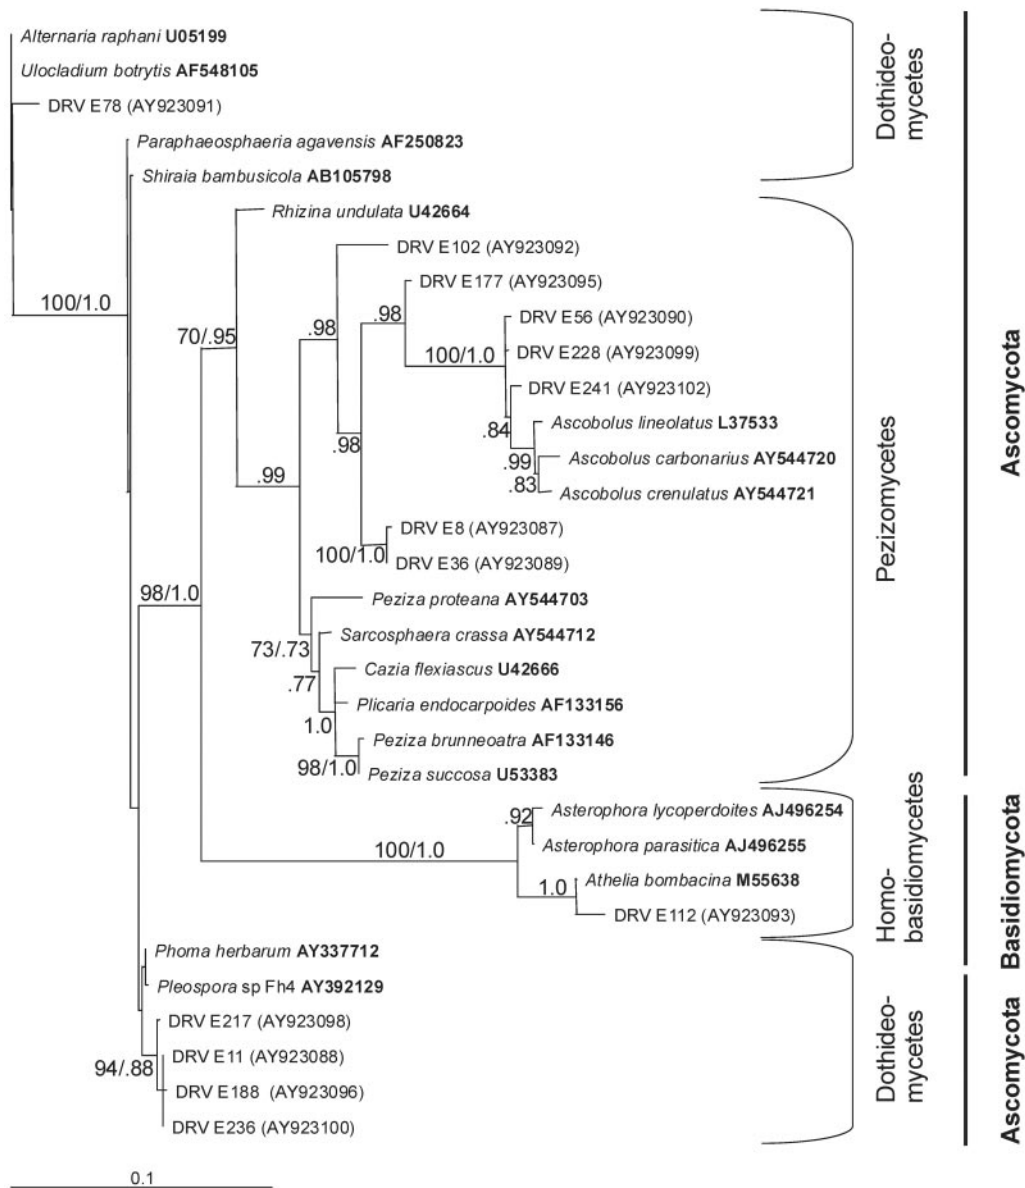 Alternaria raphani U05199
Ulocladium botrytis AF548105
DRV E78 (AY923091)
Paraphaeosphaeria agavensis AF250823
Shiraia bambusicola AB105798
Dothideo-
mycetes
Rhizina undulata U42664
DRV E102 (AY923092)
DRV E177 (AY923095)
100/1.0
.98
.98
70/.95
DRV E56 (AY923090)
100/1.0
DRV E228 (AY923099)
DRV E241 (AY923102)
Ascobolus lineolatus L37533
.84
.98
Ascobolus carbonarius AY544720
.99
.99
.83
Ascobolus crenulatus AY544721
DRV E8 (AY923087)
100/1.0
DRV E36 (AY923089)
98/1.0
Peziza proteana AY544703
Sarcosphaera crassa AY544712
73/.73
Cazia flexiascus U42666
.77
Plicaria endocarpoides AF133156
1.0
Peziza brunneoatra AF133146
98/1.0
Peziza succosa U53383
Pezizomycetes
Ascomycota
Asterophora lycoperdoites AJ496254
.92
Asterophora parasitica AJ496255
100/1.0
Athelia bombacina M55638
1.0
DRV E112 (AY923093)
Homo-
basidiomycetes
Basidiomycota
Phoma herbarum AY337712
Pleospora sp Fh4 AY392129
DRV E217 (AY923098)
DRV E11 (AY923088)
94/.88
DRV E188 (AY923096)
DRV E236 (AY923100)
Dothideo-
mycetes
Ascomycota
0.1